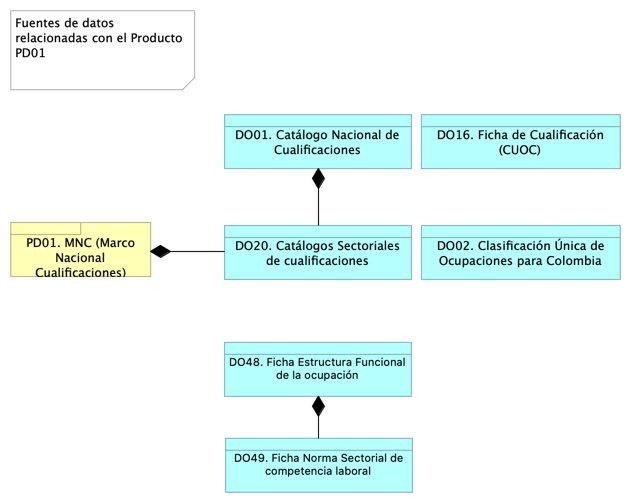 Fuentes de datos
relacionadas con el Producto
PD01
DO01. Catálogo Nacional de
Cualificaciones
DO16. Ficha de Cualificación
(CUOC)
PD01. MNC (Marco
Nacional
Cualificaciones)
DO20. Catálogos Sectoriales
de cualificaciones
DO02. Clasificación Única de
Ocupaciones para Colombia
DO48. Ficha Estructura Funcional
de la ocupación
DO49. Ficha Norma Sectorial de
competencia laboral